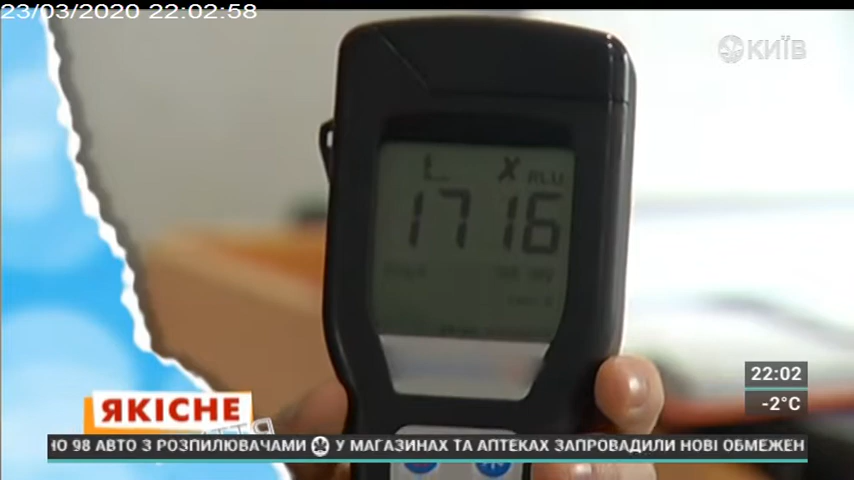 23/03/2020 22:02:58
КИЇВ
L X RLU
1716
22:02
-2°C
ЯКІСНЕ
98 АВТО З РОЗПИЛЮВАЧАМИ У МАГАЗИНАХ ТА АПТЕКАХ ЗАПРОВАДИЛИ НОВІ ОБМЕЖЕН